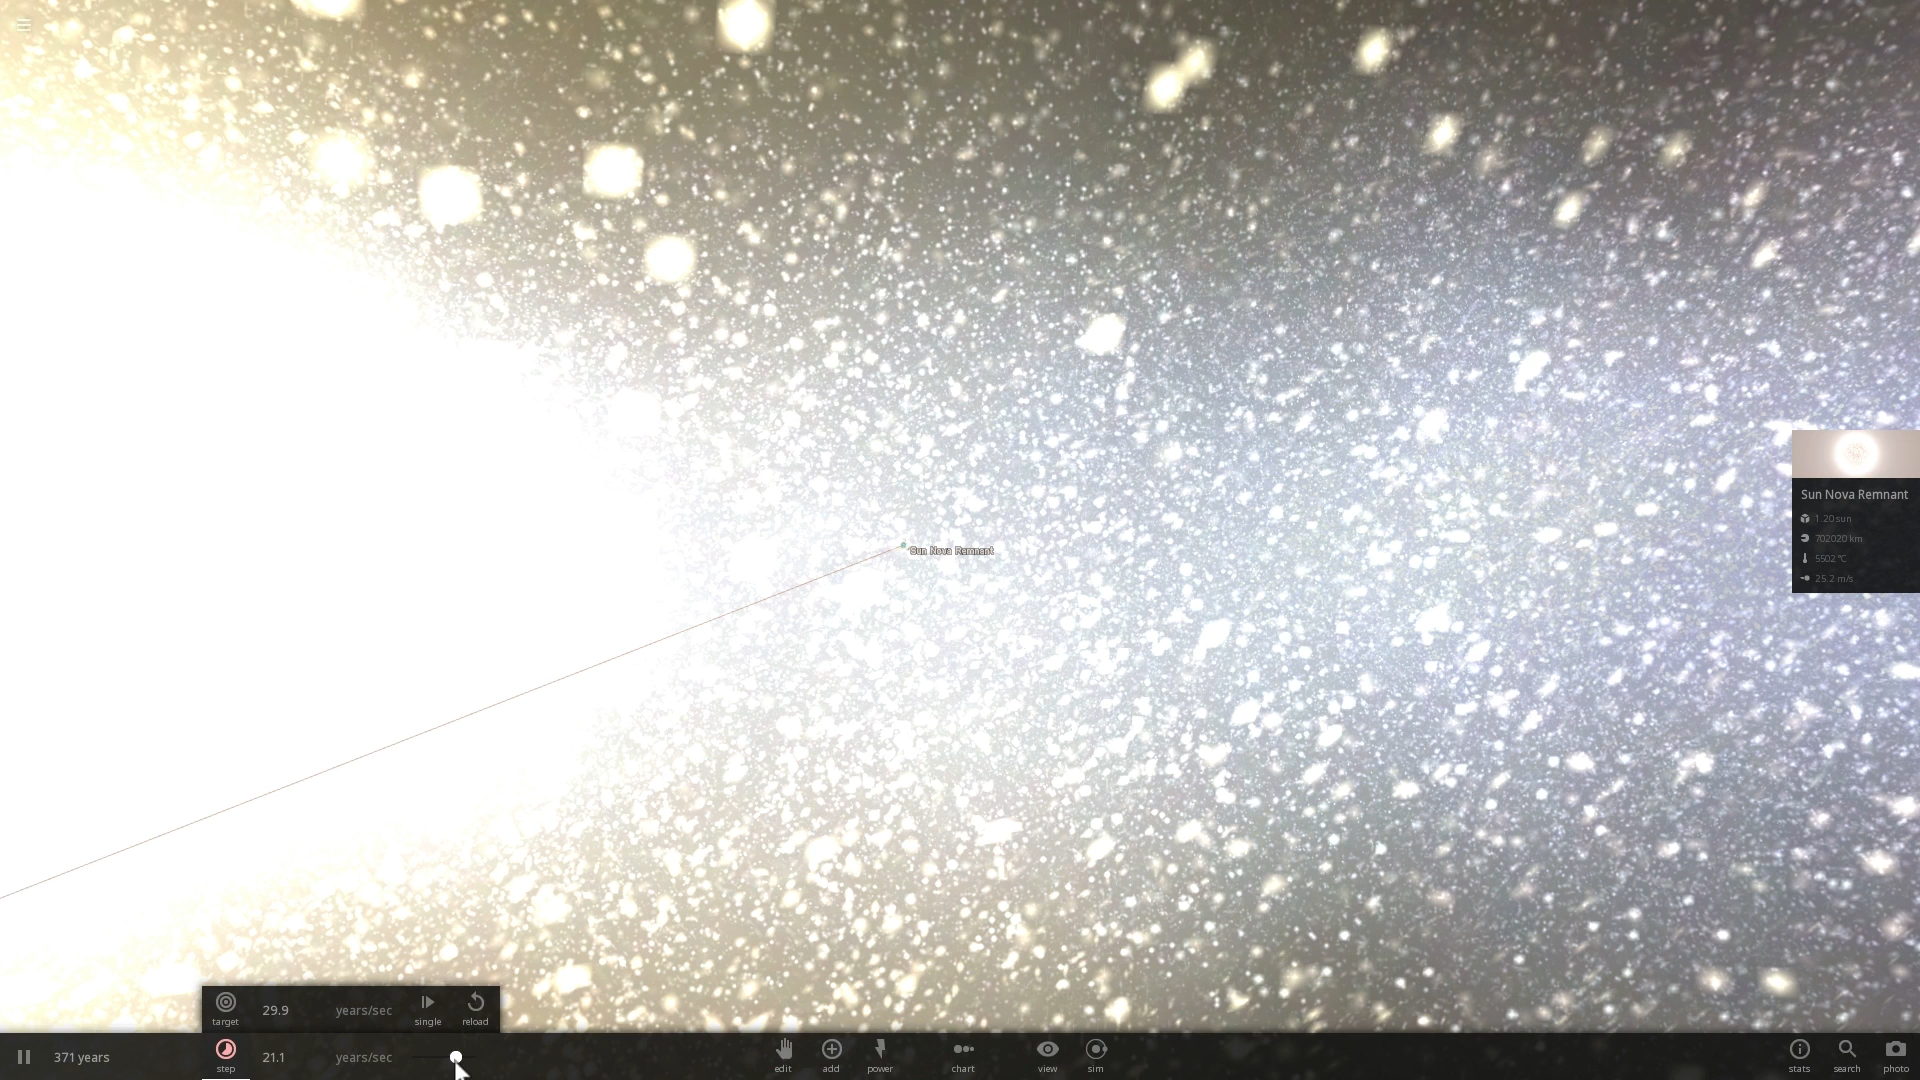 Sun Nova Remnant
Sun Nova Remnant
1.20 sun
702020 km
5502 °C
25.2 m/s
target
29.9
years/sec
single
reload
371 years
step
21.1
years/sec
edit
add
power
chart
view
sim
stats
search
photo